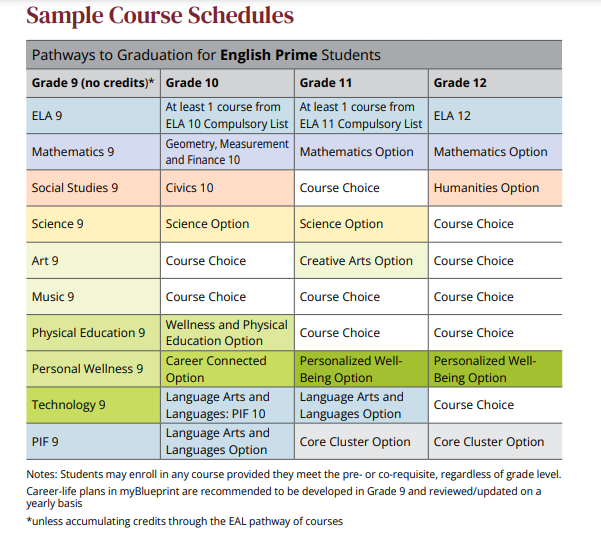 Sample Course Schedules
Pathways to Graduation for English Prime Students
Grade 9 (no credits)* Grade 10 Grade 11 Grade 12
ELA 9 At least 1 course from ELA 10 Compulsory List At least 1 course from ELA 11 Compulsory List ELA 12
Mathematics 9 Geometry, Measurement and Finance 10 Mathematics Option Mathematics Option
Social Studies 9 Civics 10 Course Choice Humanities Option
Science 9 Science Option Science Option Course Choice
Art 9 Course Choice Creative Arts Option Course Choice
Music 9 Course Choice Course Choice Course Choice
Physical Education 9 Wellness and Physical Education Option Course Choice Course Choice
Personal Wellness 9 Career Connected Option Personalized Well-Being Option Personalized Well-Being Option
Technology 9 Language Arts and Languages: PIF 10 Language Arts and Languages Option Course Choice
PIF 9 Language Arts and Languages Option Core Cluster Option Core Cluster Option
Notes: Students may enroll in any course provided they meet the pre- or co-requisite, regardless of grade level.
Career-life plans in myBlueprint are recommended to be developed in Grade 9 and reviewed/updated on a
yearly basis
*unless accumulating credits through the EAL pathway of courses